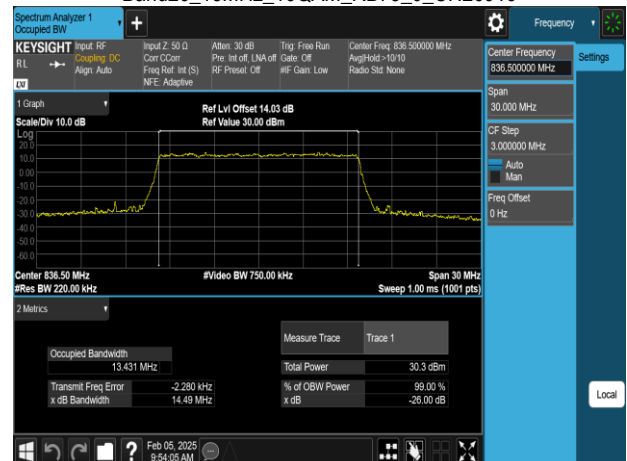 Spectrum Analyzer 1
Occupied BW
Frequency
KEYSIGHT
RL
LXI
Input: RF
Coupling: DC
Align: Auto
Input Z: 50 Ω
Corr CCorr
Freq Ref: Int (S)
NFE: Adaptive
Atten: 30 dB
Pre: Int off, LNA off
RF Preset: Off
Trig: Free Run
Gate: Off
#IF Gain: Low
Center Freq: 836.500000 MHz
Avg|Hold:>10/10
Radio Std: None
Center Frequency
836.500000 MHz
Settings
Span
30.000 MHz
CF Step
3.000000 MHz
Auto
Man
Freq Offset
0 Hz
1 Graph
Scale/Div 10.0 dB
Ref Lvl Offset 14.03 dB
Ref Value 30.00 dBm
Log
20.0
10.0
0.00
-10.0
-20.0
-30.0
-40.0
-50.0
-60.0
Center 836.50 MHz
#Res BW 220.00 kHz
#Video BW 750.00 kHz
Span 30 MHz
Sweep 1.00 ms (1001 pts)
2 Metrics
Measure Trace Trace 1
Occupied Bandwidth
13.431 MHz
Total Power 30.3 dBm
Transmit Freq Error -2.280 kHz
% of OBW Power 99.00 %
x dB Bandwidth 14.49 MHz
x dB -26.00 dB
Local
Feb 05, 2025
9:54:05 AM